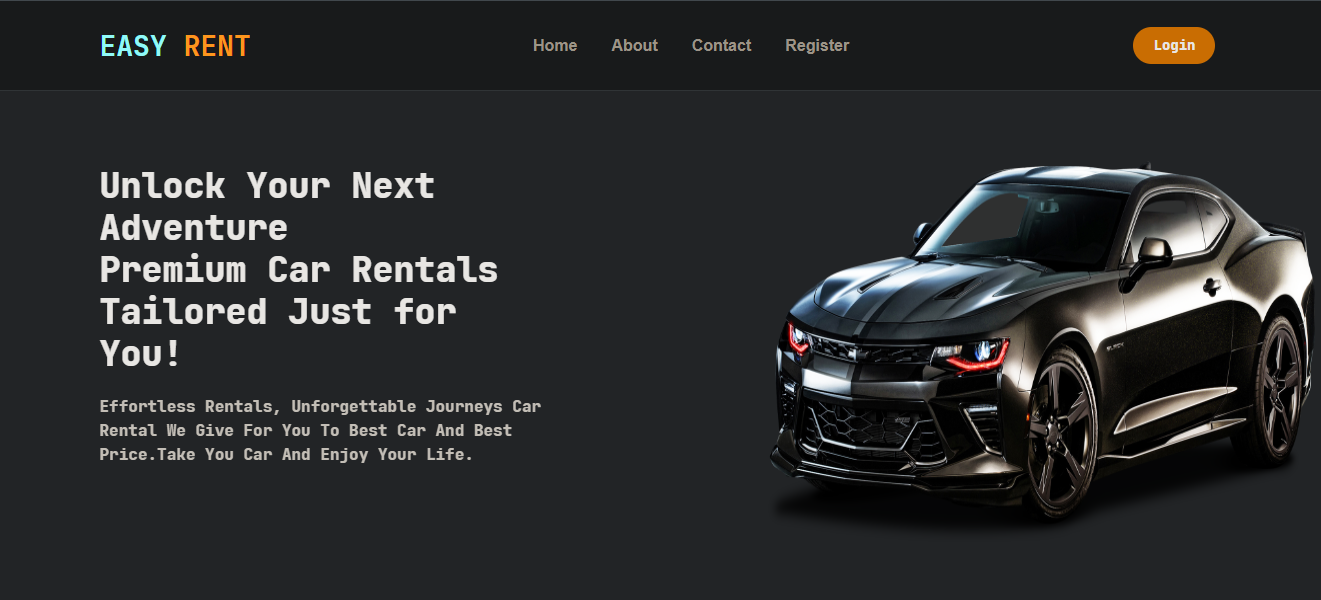 EASY RENT
Home About Contact Register
Login
Unlock Your Next
Adventure
Premium Car Rentals
Tailored Just for
You!
Effortless Rentals, Unforgettable Journeys Car
Rental We Give For You To Best Car And Best
Price.Take You Car And Enjoy Your Life.